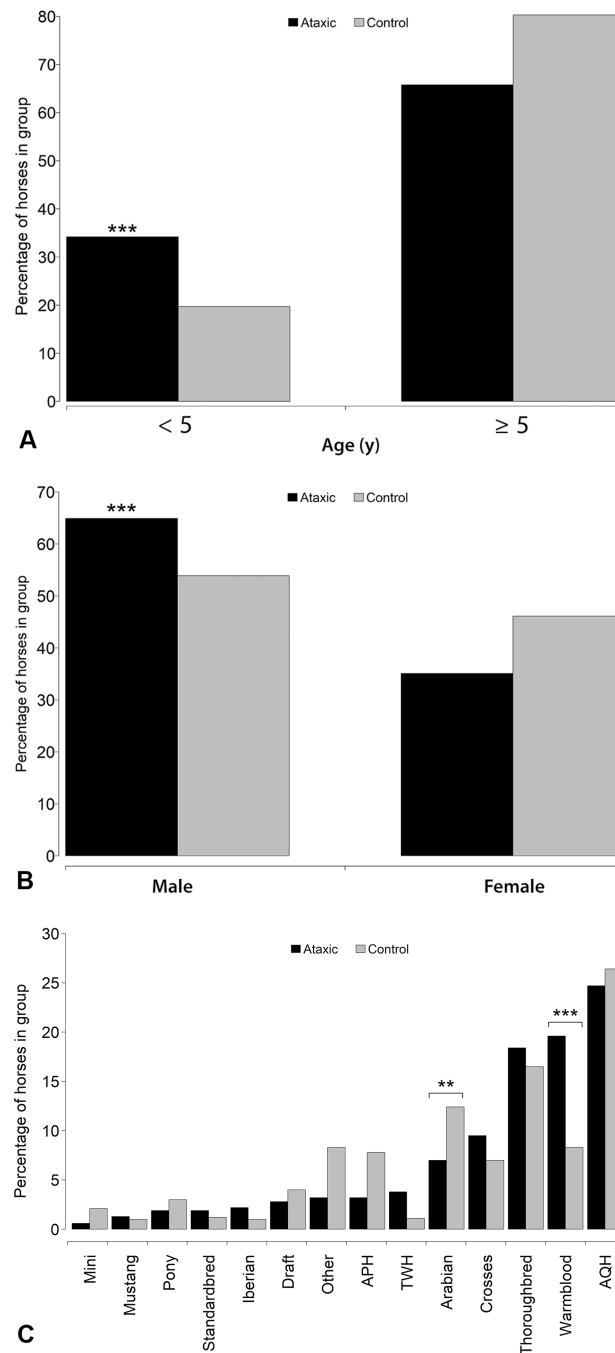 80
70
60
50
40
30
20
10
0
Percentage of horses in group
Ataxic Control
***
< 5 ≥ 5
Age (y)
A
70
60
50
40
30
20
10
0
Percentage of horses in group
Ataxic Control
***
Male Female
B
30
25
20
15
10
5
0
Percentage of horses in group
Ataxic Control
**
***
Mini
Mustang
Pony
Standardbred
Iberian
Draft
Other
APH
TWH
Arabian
Crosses
Thoroughbred
Warmblood
AQH
C